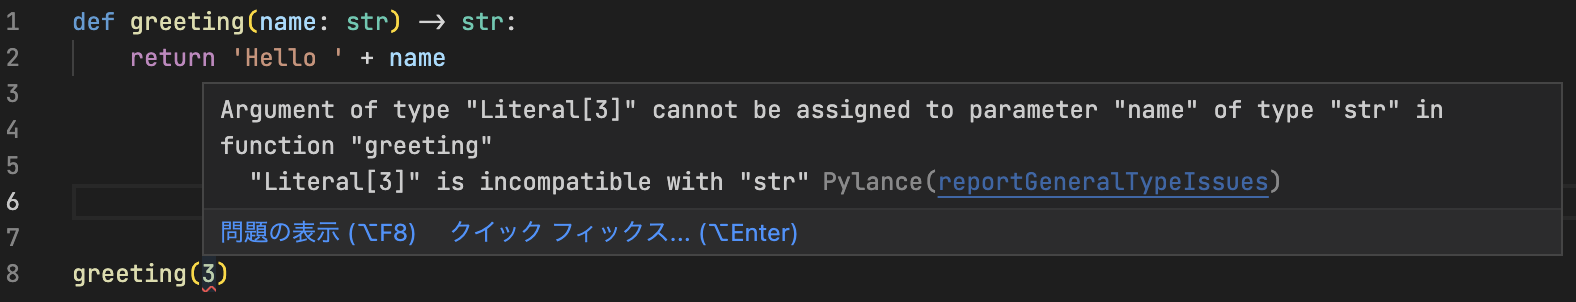 1 def greeting(name: str) -> str:
2 return 'Hello ' + name
3
Argument of type "Literal[3]" cannot be assigned to parameter "name" of type "str" in
4
function "greeting"
5
"Literal[3]" is incompatible with "str" Pylance(reportGeneralTypeIssues)
6
7
問題の表示 (⌥F8) クイック フィックス... (⌥Enter)
8 greeting(3)